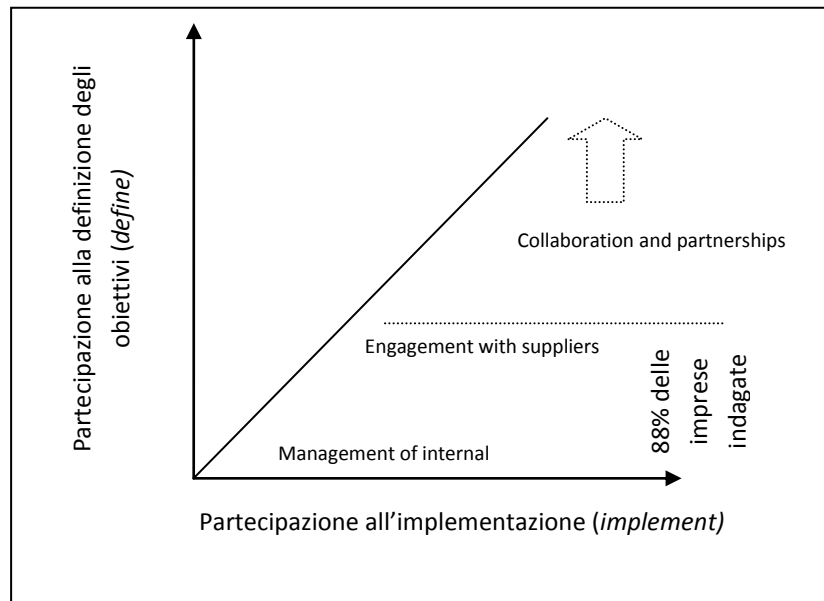 Partecipazione alla definizione degli
obiettivi (define)
Collaboration and partnerships
Engagement with suppliers
88% delle
imprese
indagate
Management of internal
Partecipazione all’implementazione (implement)